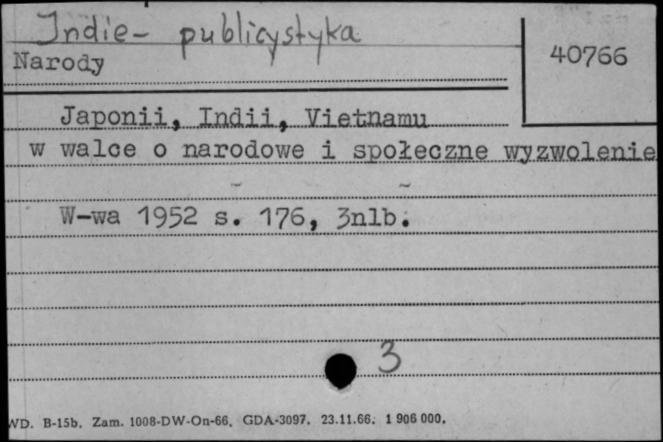 Indie- publicystyka
40766
Narody
Japonii, Indii, Vietnamu
w walce o narodowe i społeczne wyzwolenie
W-wa 1952 s. 176, 3nlb.
3
WD. B-15b. Zam. 1008-DW-On-66. GDA-3097. 23.11.66. 1 906 000.